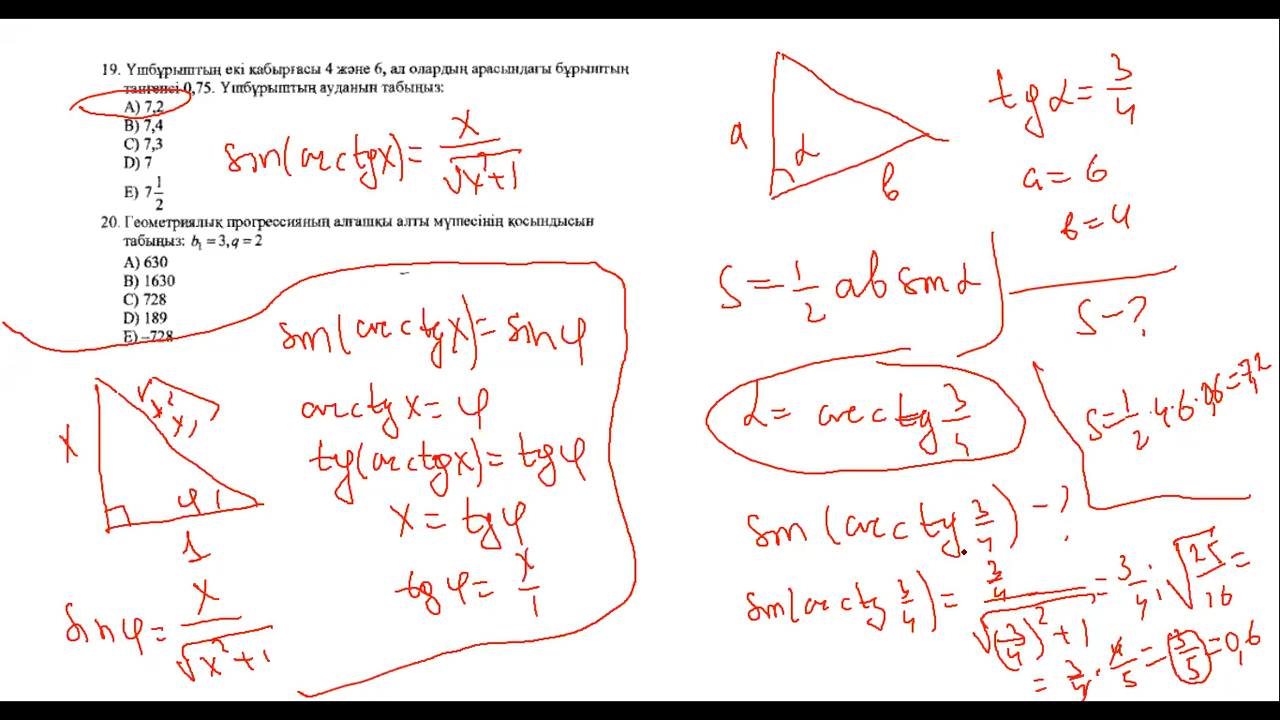 19. Үшбұрыштың екі қабырғасы 4 және 6, ал олардың арасындағы бұрыштың
тангенсі 0,75. Үшбұрыштың ауданын табыңыз:
A) 7,2
B) 7,4
C) 7,3
D) 7
E) 7 1/2
sin(arctgx) = x/√(x²+1)
20. Геометриялық прогрессияның алғашқы алты мүшесінің қосындысын
табыңыз: b₁ = 3, q = 2
A) 630
B) 1630
C) 728
D) 189
E) –728
sin(arctgx) = sinφ
arctgx = φ
tg(arctgx) = tgφ
x = tgφ
tgφ = x/1
x
φ
1
sinφ = x/√(x²+1)
a
α
b
tgα = 3/4
a = 6
b = 4
S = 1/2 ab sinα
S – ?
α = arctg 3/4
S = 1/2 · 4 · 6 · 0,6 = 7,2
sin(arctg 3/4) – ?
sin(arctg 3/4) = 3/4 / √((3/4)² + 1) = 3/4 : √(25/16) =
= 3/4 · 4/5 = 3/5 = 0,6